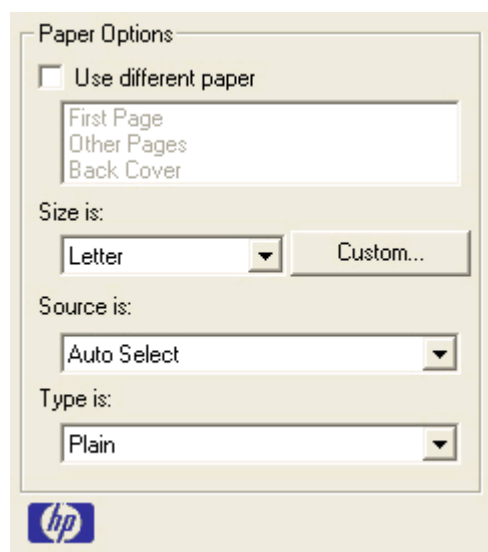 Paper Options
Use different paper
First Page
Other Pages
Back Cover
Size is:
Letter Custom...
Source is:
Auto Select
Type is:
Plain
hp